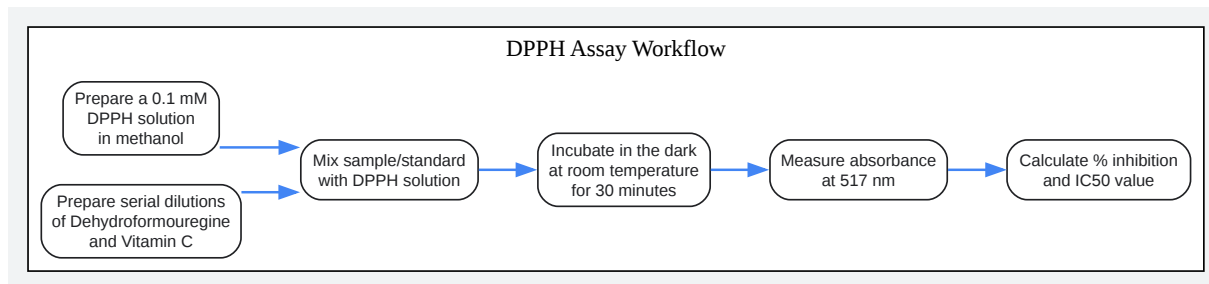 DPPH Assay Workflow
Prepare a 0.1 mM
DPPH solution
in methanol
Prepare serial dilutions
of Dehydroformouregine
and Vitamin C
Mix sample/standard
with DPPH solution
Incubate in the dark
at room temperature
for 30 minutes
Measure absorbance
at 517 nm
Calculate % inhibition
and IC50 value